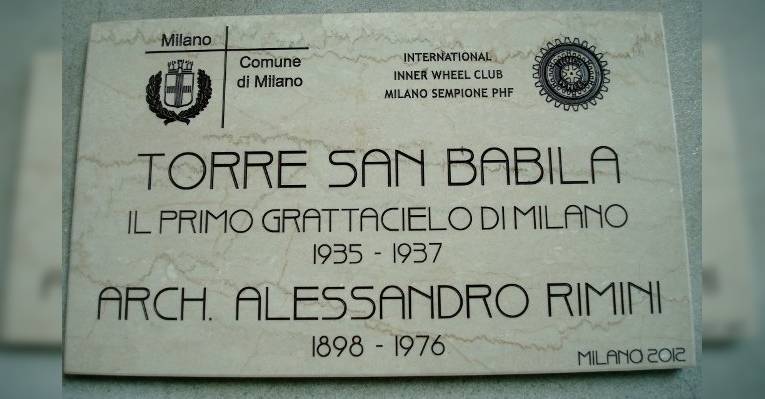 Milano
Comune
di Milano
INTERNATIONAL
INNER WHEEL CLUB
MILANO SEMPIONE PHF
TORRE SAN BABILA
IL PRIMO GRATTACIELO DI MILANO
1935 - 1937
ARCH. ALESSANDRO RIMINI
1898 - 1976
MILANO 2012